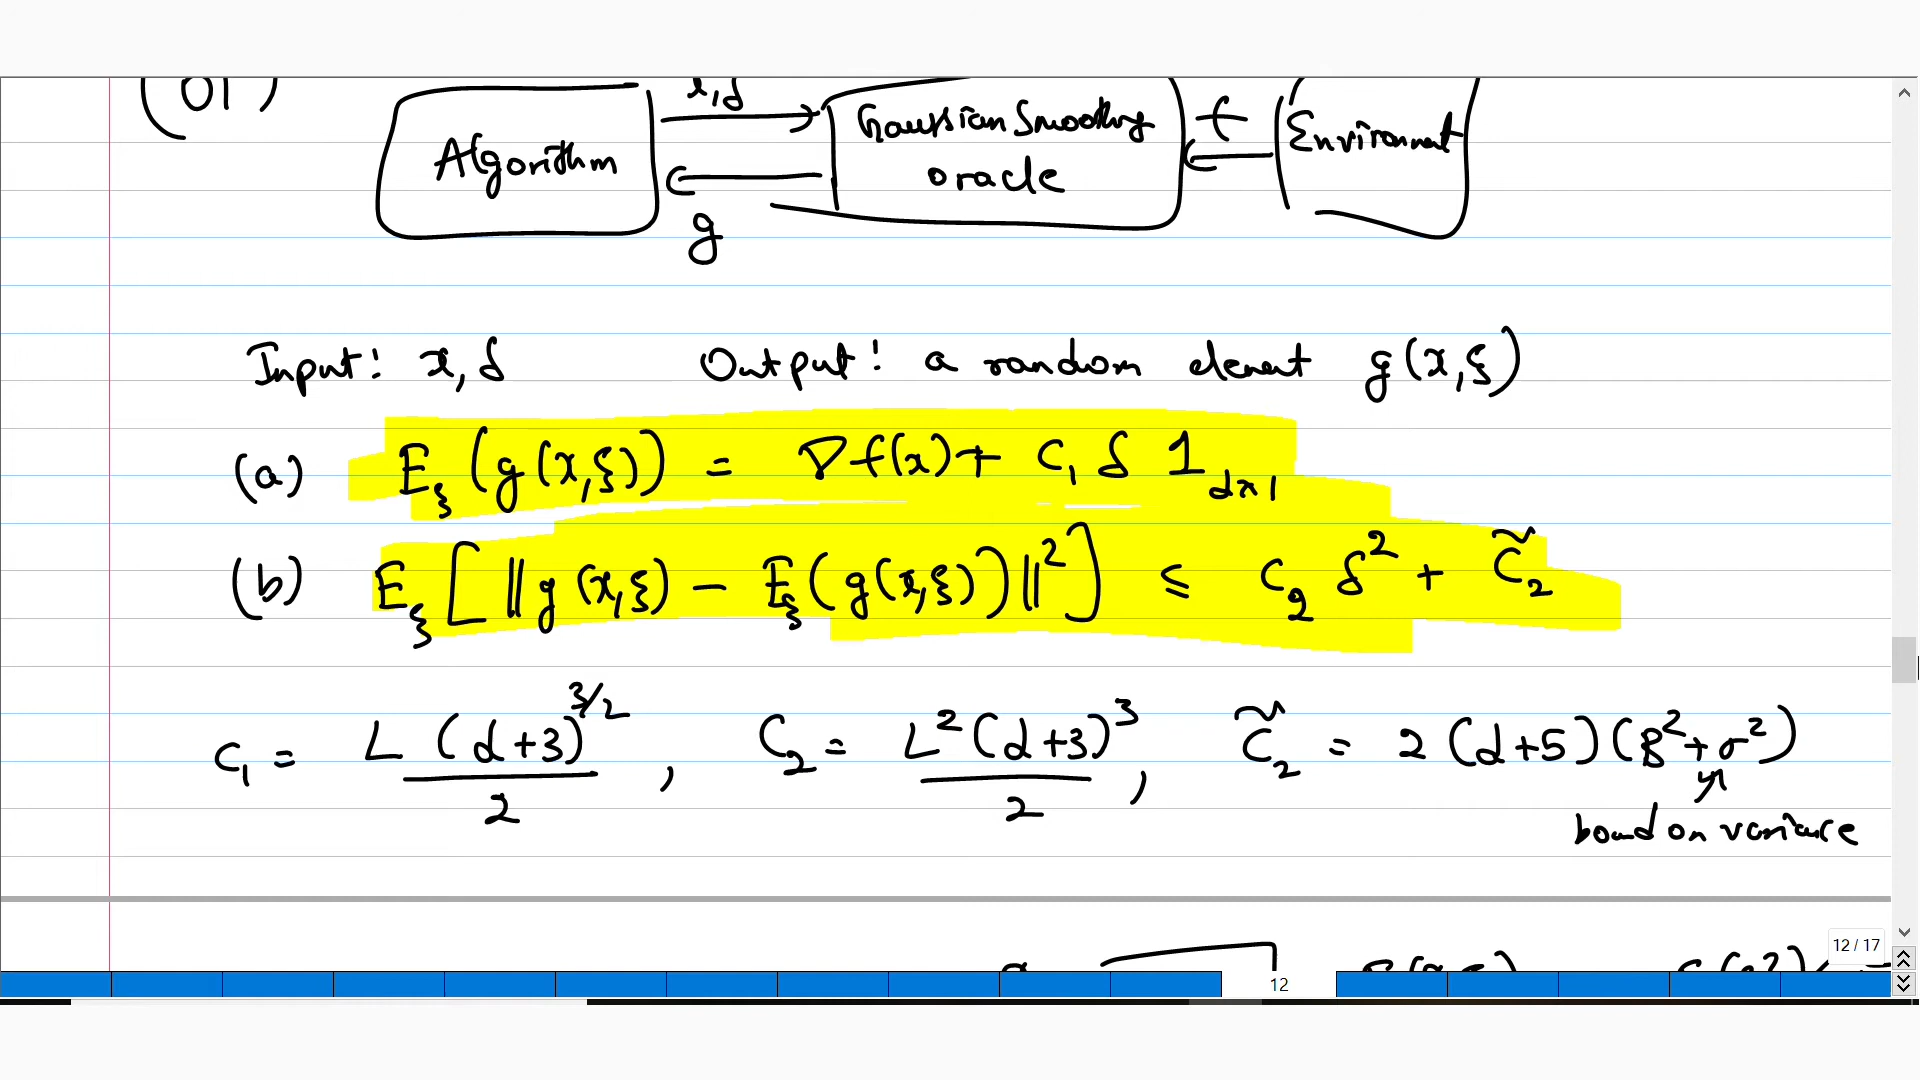 (01)
x, δ
Algorithm
Gaussian Smoothing
oracle
f
Environment
g
Input: x, δ Output: a random element g(x,ξ)
(a) E_ξ(g(x,ξ)) = ∇f(x) + C₁ δ 1_{d×1}
(b) E_ξ[‖g(x,ξ) − E_ξ(g(x,ξ))‖²] ≤ C₂ δ² + C̃₂
C₁ = L(d+3)^{3/2} / 2 , C₂ = L²(d+3)³ / 2 , C̃₂ = 2(d+5)(B²+σ²)
bound on variance
12 / 17
12